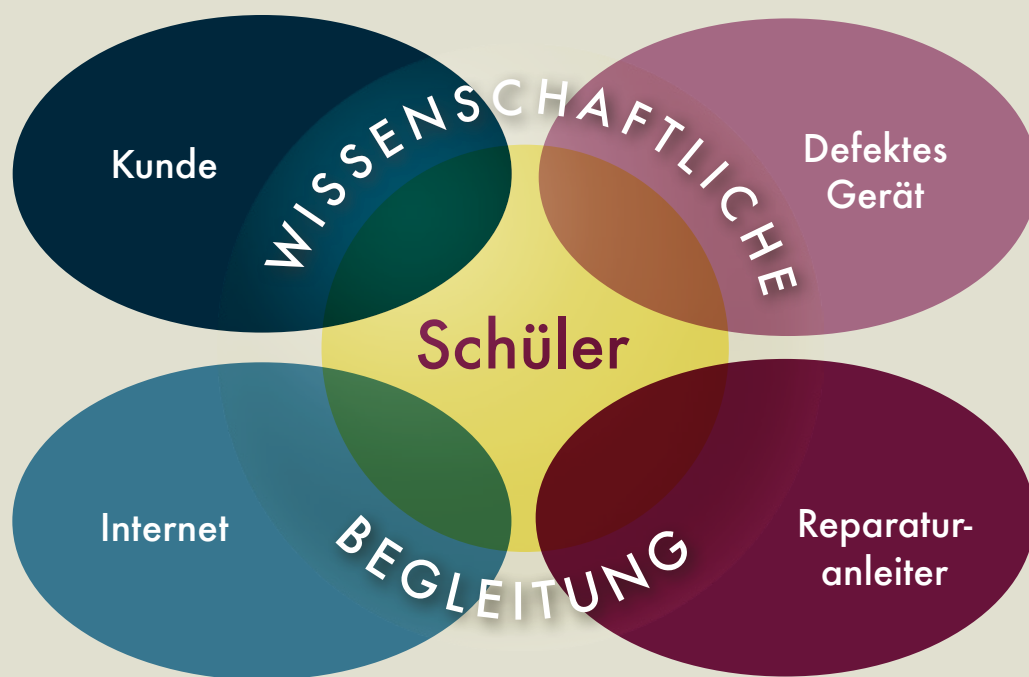 WISSENSCHAFTLICHE
Kunde
Defektes
Gerät
Schüler
Internet
Reparatur-
anleiter
BEGLEITUNG